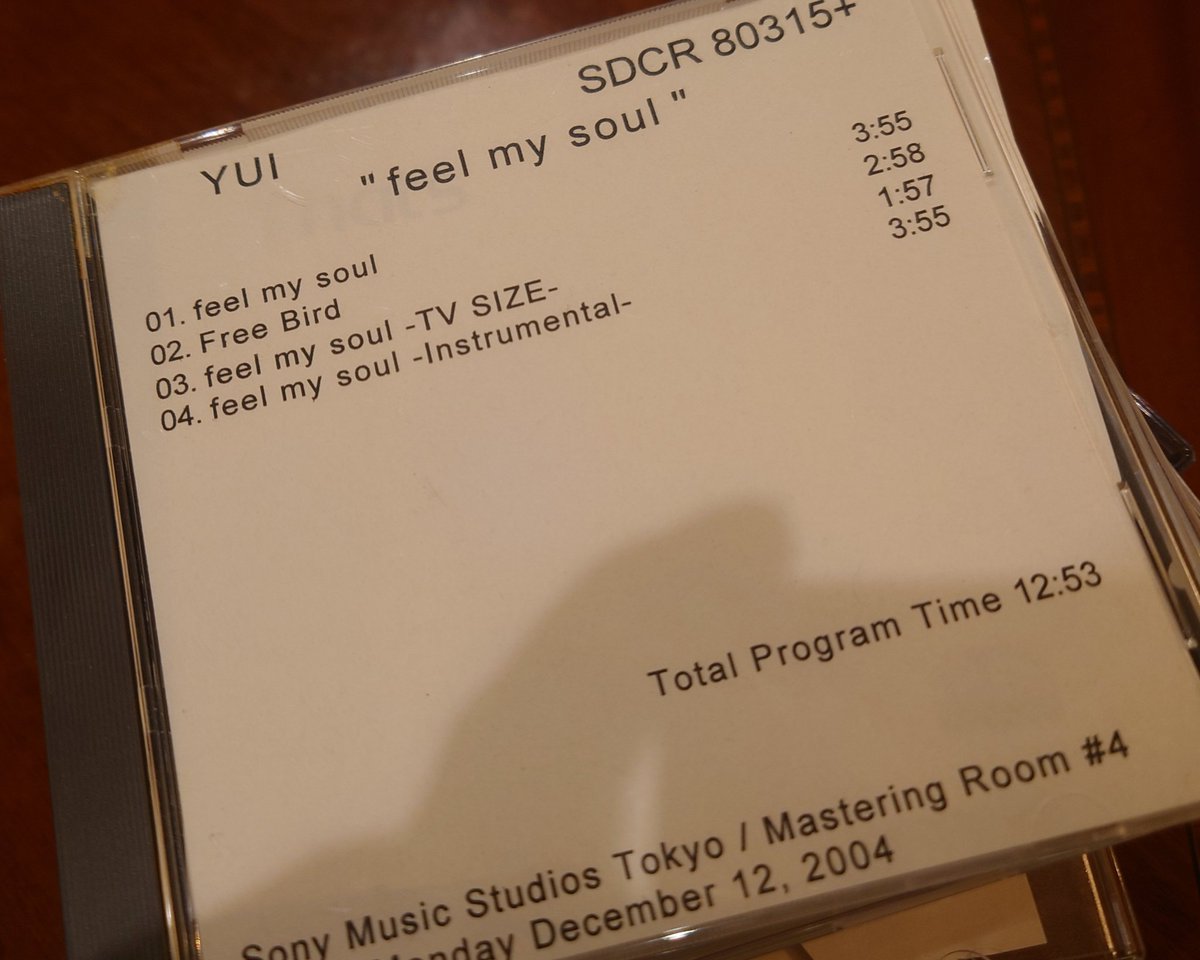 SDCR 80315+
YUI "feel my soul"
01. feel my soul 3:55
02. Free Bird 2:58
03. feel my soul -TV SIZE- 1:57
04. feel my soul -Instrumental- 3:55
Total Program Time 12:53
Sony Music Studios Tokyo / Mastering Room #4
Monday December 12, 2004